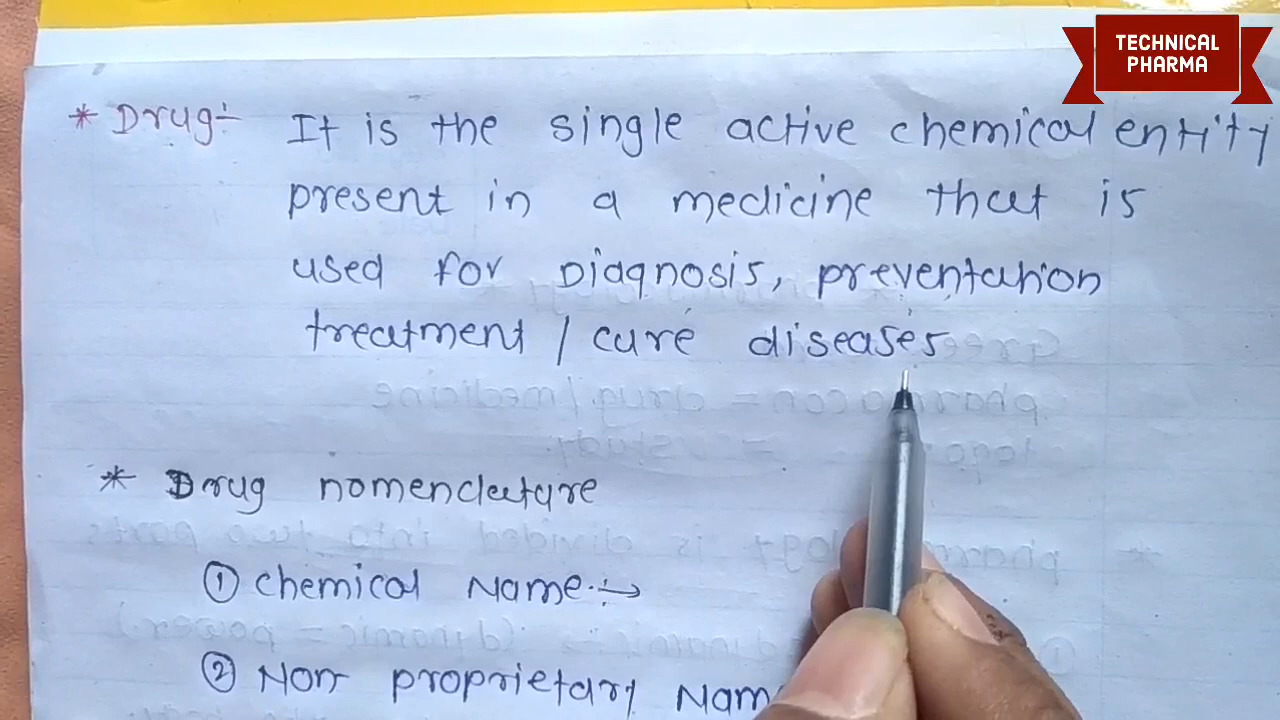 TECHNICAL
PHARMA
* Drug:- It is the single active chemical entity
present in a medicine that is
used for Diagnosis, preventation
treatment / cure diseases
* Drug nomenclature
① chemical Name:→
② Non proprietary Nam